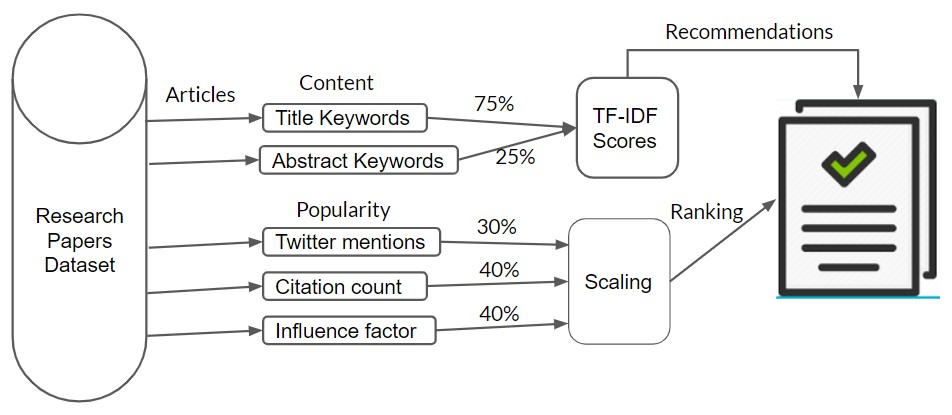 Recommendations
Articles
Content
Title Keywords
75%
Abstract Keywords
25%
TF-IDF
Scores
Research
Papers
Dataset
Popularity
Twitter mentions
30%
Citation count
40%
Influence factor
40%
Scaling
Ranking